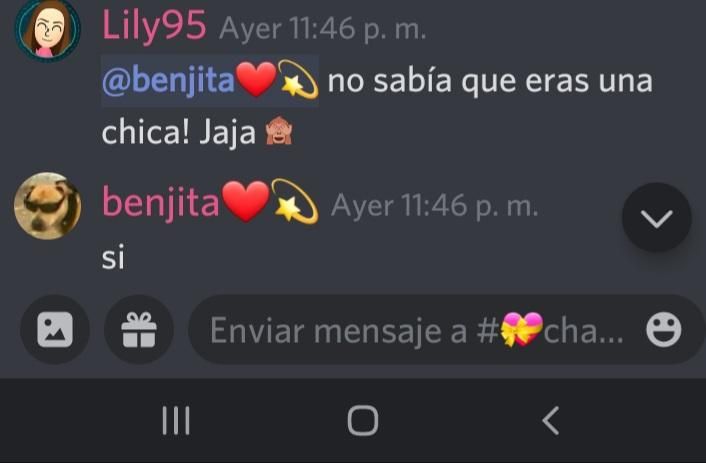 Lily95 Ayer 11:46 p. m.
@benjita❤️💫 no sabía que eras una
chica! Jaja 🙈
benjita❤️💫 Ayer 11:46 p. m.
si
Enviar mensaje a #💝cha...